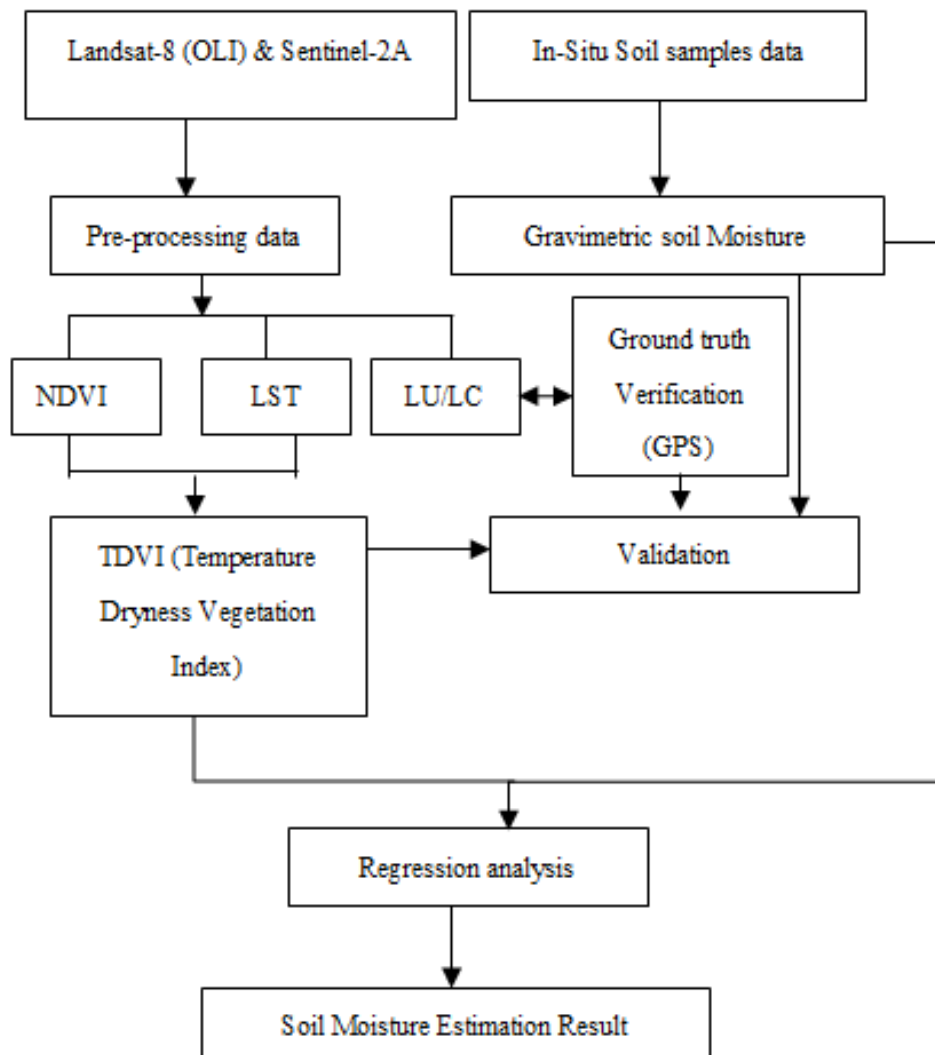 Landsat-8 (OLI) & Sentinel-2A
In-Situ Soil samples data
Pre-processing data
Gravimetric soil Moisture
NDVI
LST
LU/LC
Ground truth
Verification
(GPS)
TDVI (Temperature
Dryness Vegetation
Index)
Validation
Regression analysis
Soil Moisture Estimation Result